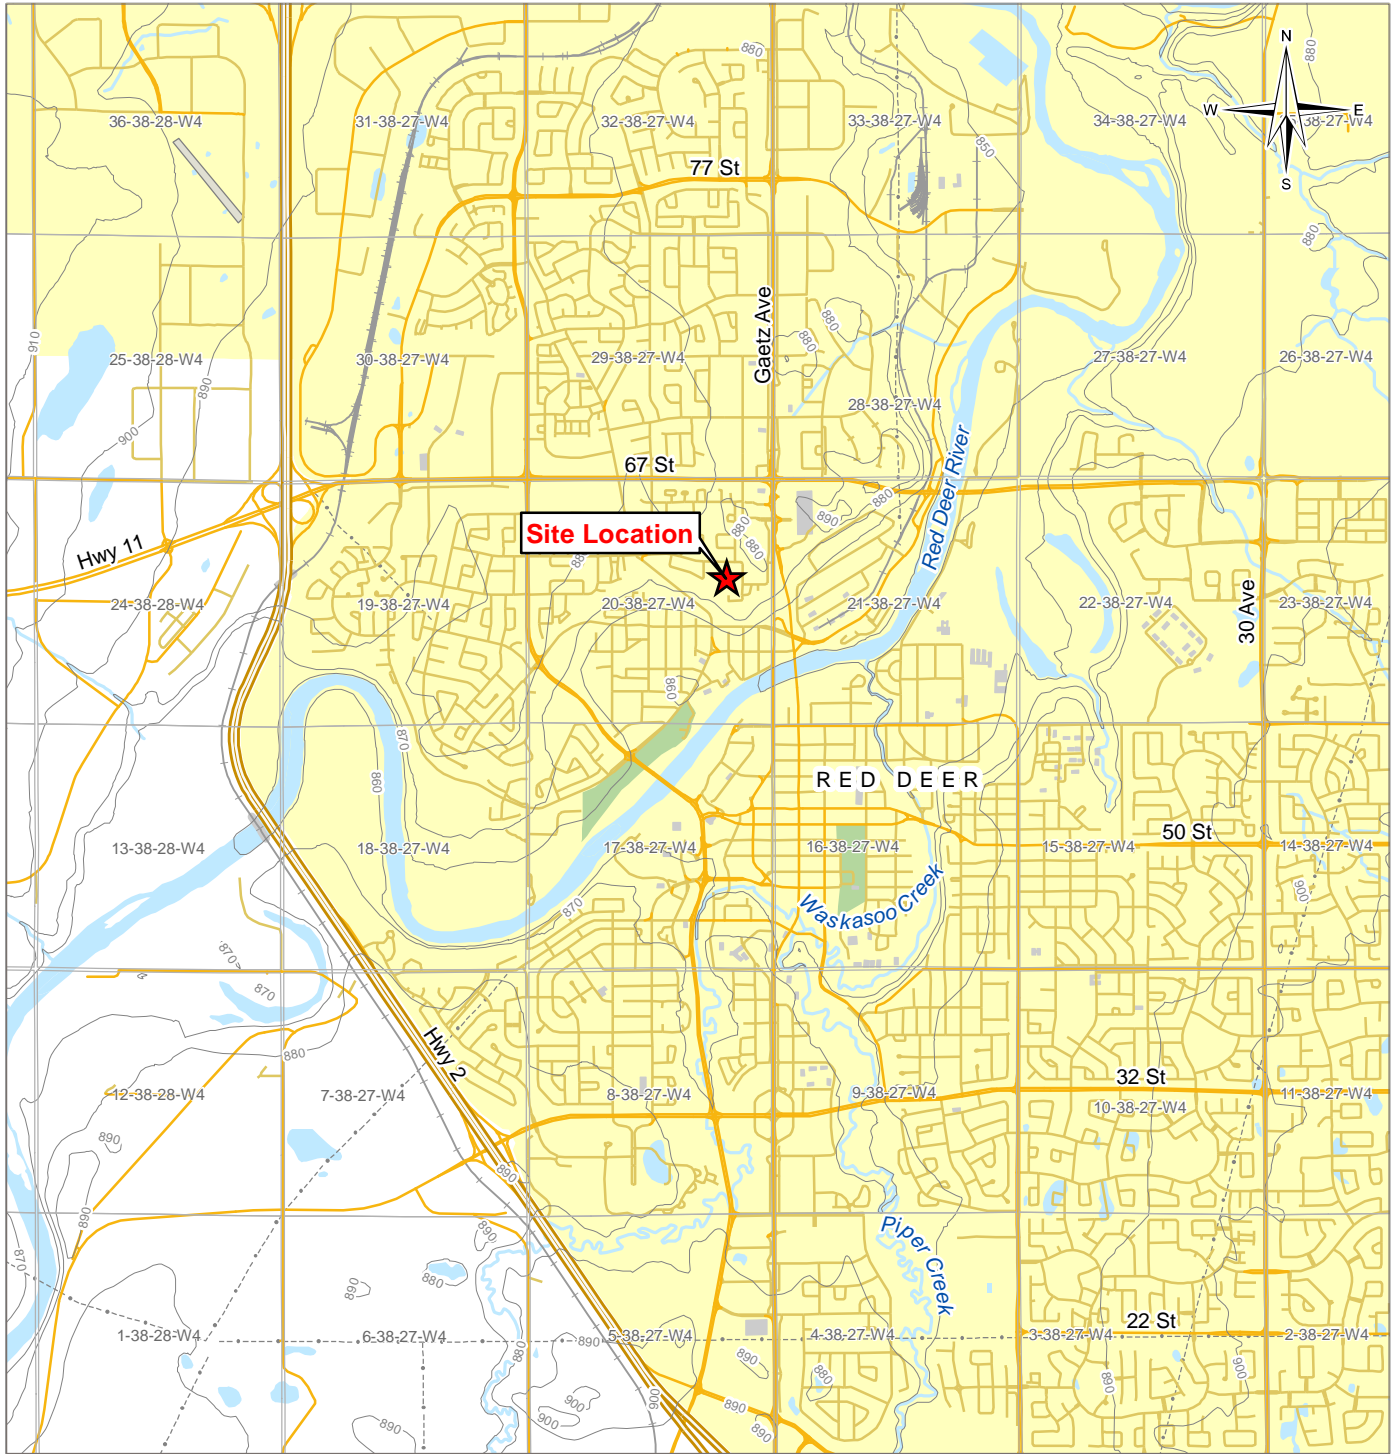 880
880
N
36-38-28-W4
31-38-27-W4
32-38-27-W4
33-38-27-W4
34-38-27-W4
W
E
38-27-W4
850
77 St
S
880
880
Gaetz Ave
880
880
910
25-38-28-W4
890
30-38-27-W4
29-38-27-W4
27-38-27-W4
26-38-27-W4
28-38-27-W4
900
67 St
Red Deer River
880
890
Site Location
880
880
Hwy 11
24-38-28-W4
19-38-27-W4
20-38-27-W4
21-38-27-W4
22-38-27-W4
30 Ave
23-38-27-W4
860
870
860
RED DEER
50 St
13-38-28-W4
18-38-27-W4
17-38-27-W4
16-38-27-W4
15-38-27-W4
14-38-27-W4
900
Waskasoo Creek
870
870
870
880
Hwy 2
32 St
12-38-28-W4
7-38-27-W4
8-38-27-W4
9-38-27-W4
10-38-27-W4
11-38-27-W4
890
890
890
890
870
Piper Creek
880
890
22 St
1-38-28-W4
6-38-27-W4
890
5-38-27-W4
4-38-27-W4
3-38-27-W4
2-38-27-W4
880
890
880
900
890
900
900
900
890
890